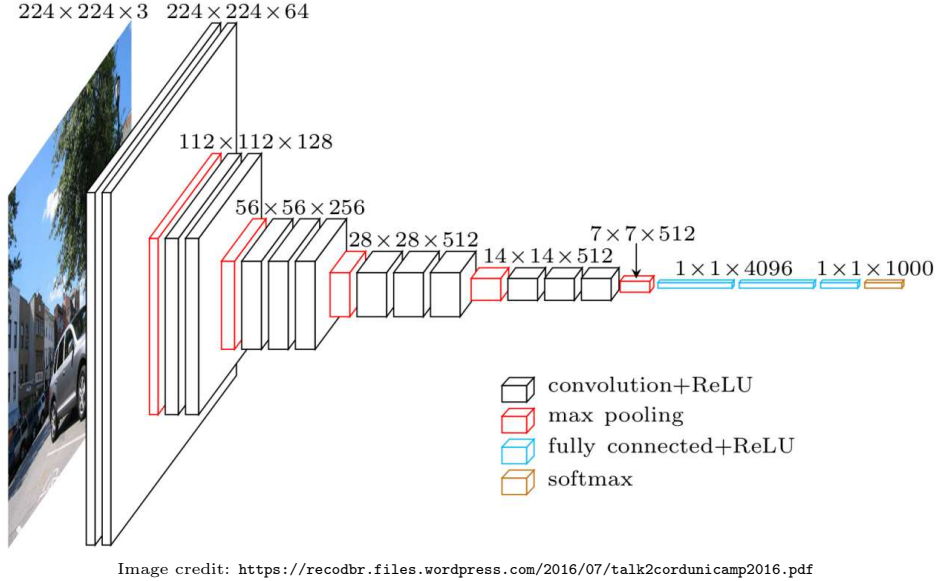 224×224×3
224×224×64
112×112×128
56×56×256
28×28×512
14×14×512
7×7×512
1×1×4096
1×1×1000
convolution+ReLU
max pooling
fully connected+ReLU
softmax
Image credit: https://recodbr.files.wordpress.com/2016/07/talk2cordunicamp2016.pdf